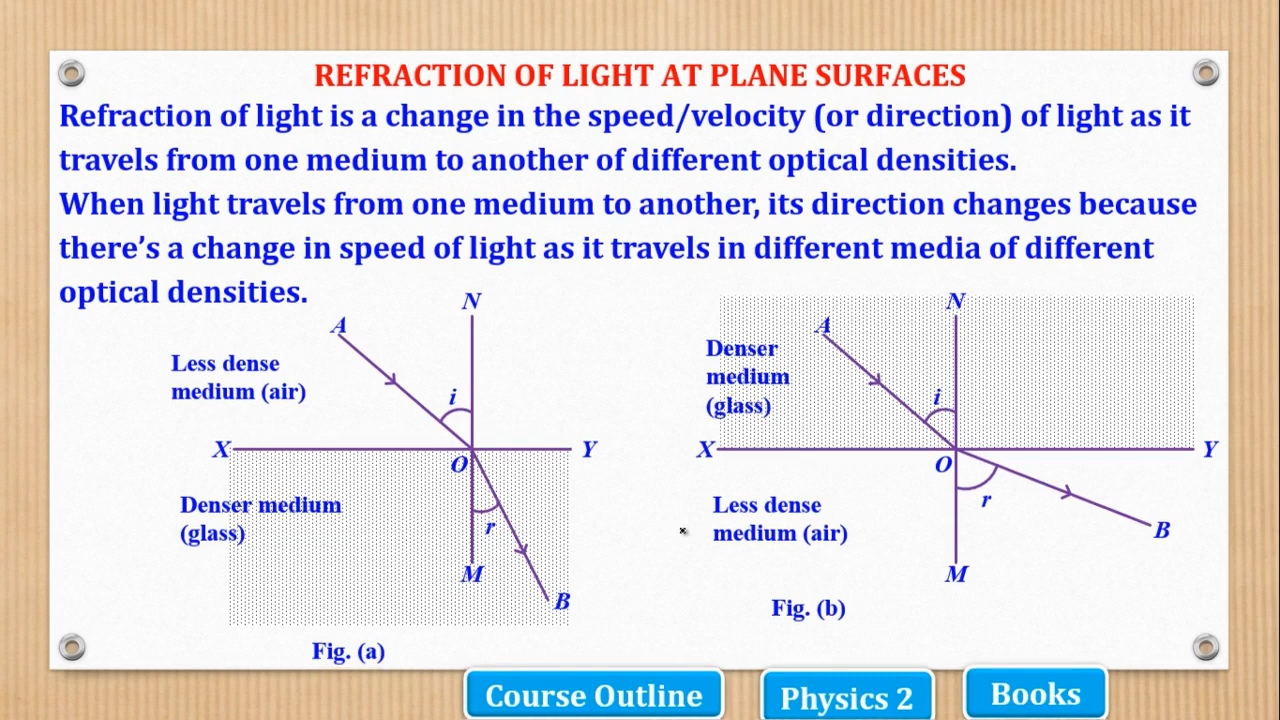 REFRACTION OF LIGHT AT PLANE SURFACES
Refraction of light is a change in the speed/velocity (or direction) of light as it
travels from one medium to another of different optical densities.
When light travels from one medium to another, its direction changes because
there’s a change in speed of light as it travels in different media of different
optical densities.
N
A
Less dense
medium (air)
i
X
Y
O
Denser medium
(glass)
r
M
B
Fig. (a)
N
A
Denser
medium
(glass)
i
X
Y
O
Less dense
medium (air)
r
B
M
Fig. (b)
Course Outline
Physics 2
Books